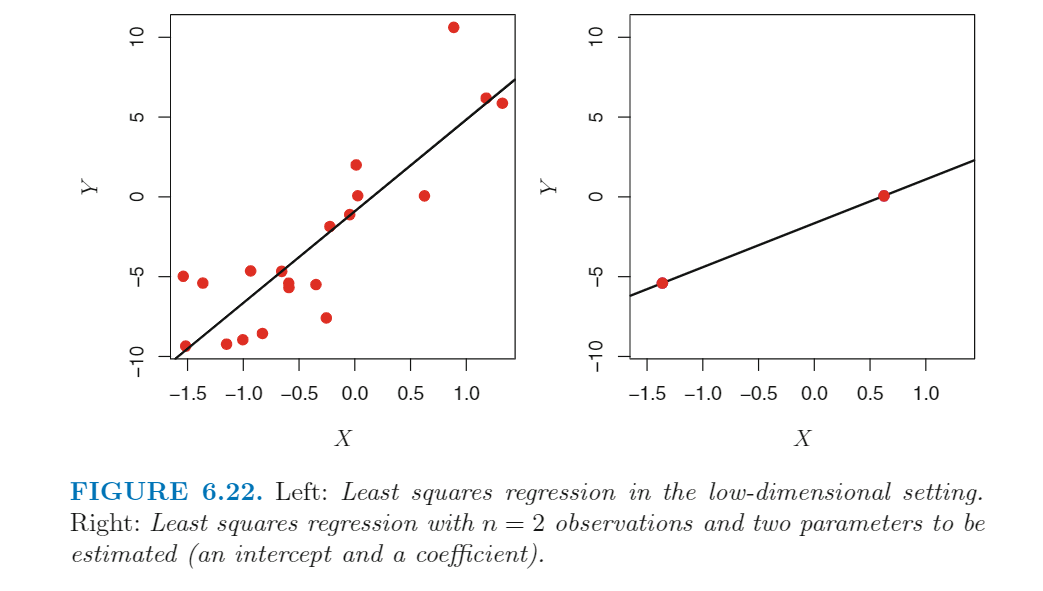 10
5
0
−5
−10
Y
−1.5 −1.0 −0.5 0.0 0.5 1.0
X
10
5
0
−5
−10
Y
−1.5 −1.0 −0.5 0.0 0.5 1.0
X
FIGURE 6.22. Left: Least squares regression in the low-dimensional setting.
Right: Least squares regression with n = 2 observations and two parameters to be
estimated (an intercept and a coefficient).